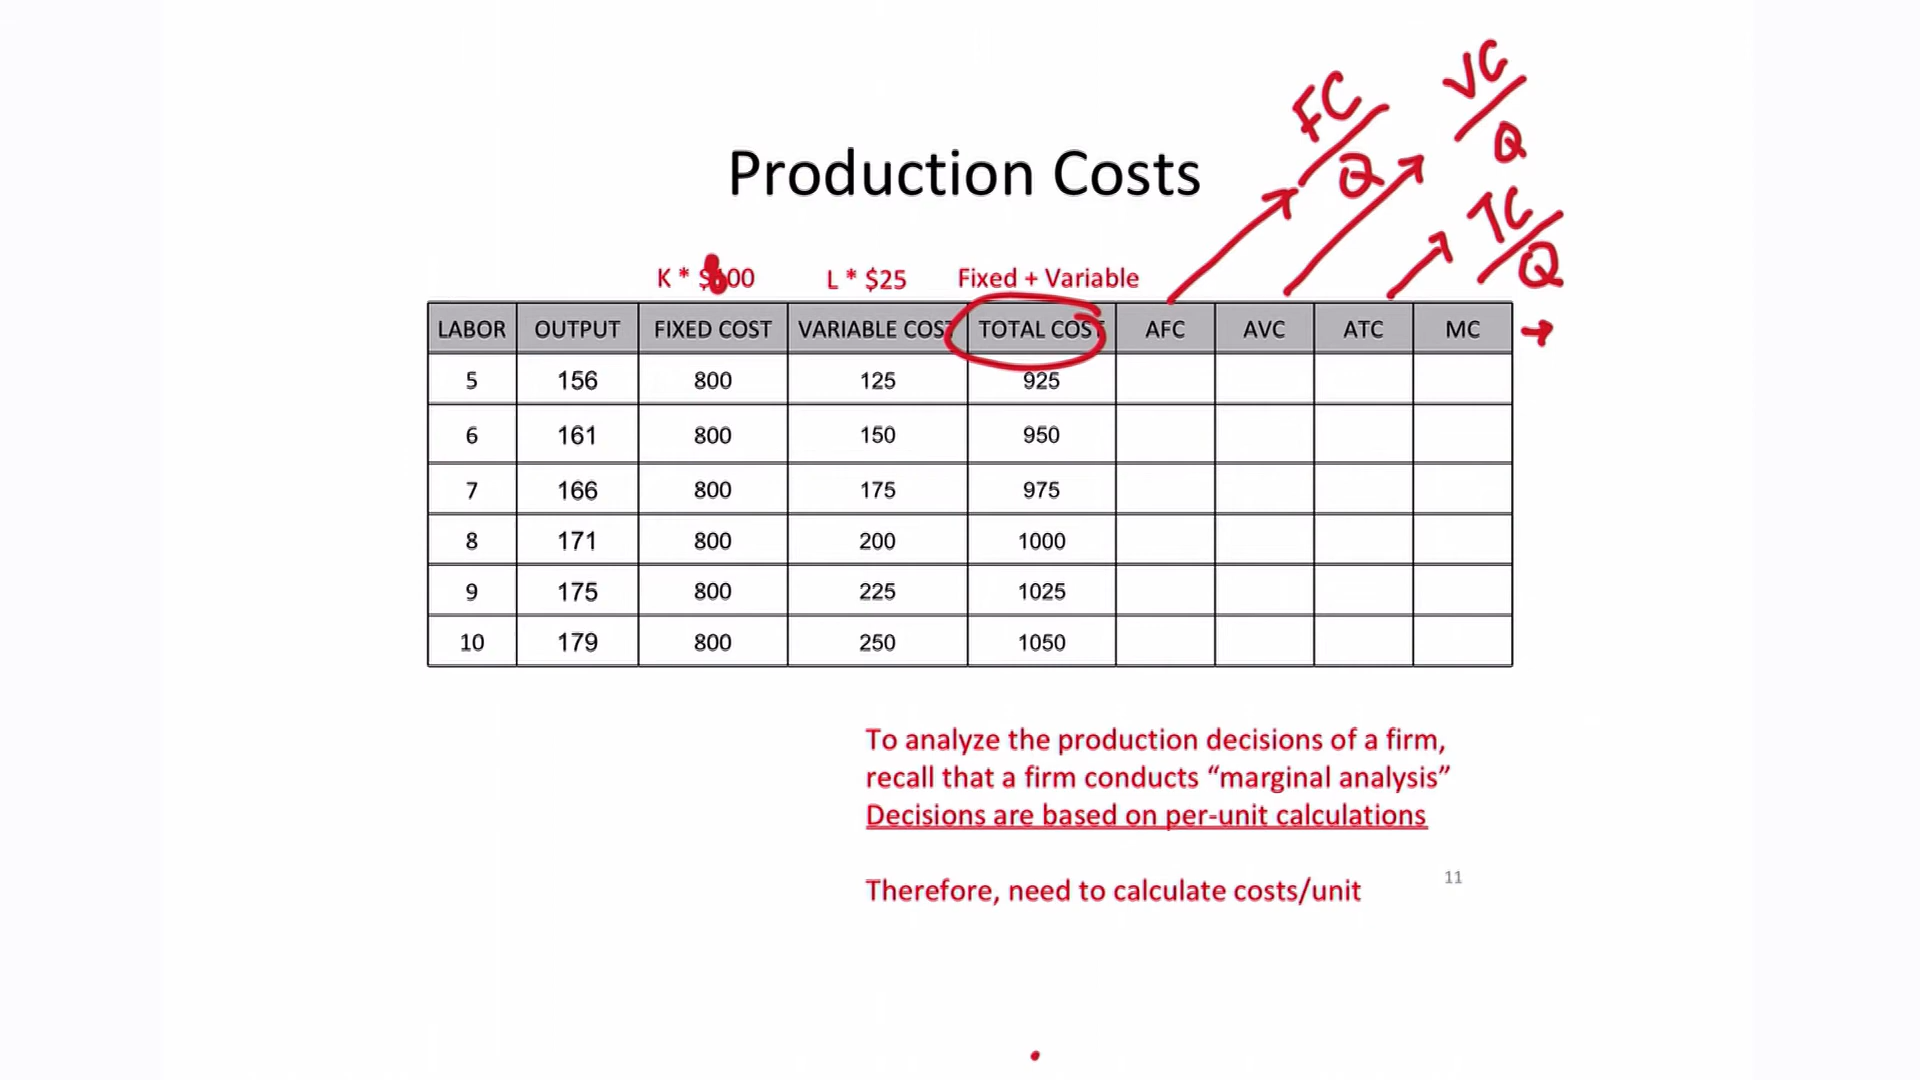 FC
Q
VC
Q
TC
Q
Production Costs
K * $800
L * $25
Fixed + Variable
LABOR OUTPUT FIXED COST VARIABLE COST TOTAL COST AFC AVC ATC MC
5 156 800 125 925
6 161 800 150 950
7 166 800 175 975
8 171 800 200 1000
9 175 800 225 1025
10 179 800 250 1050
To analyze the production decisions of a firm,
recall that a firm conducts “marginal analysis”
Decisions are based on per-unit calculations
Therefore, need to calculate costs/unit
11